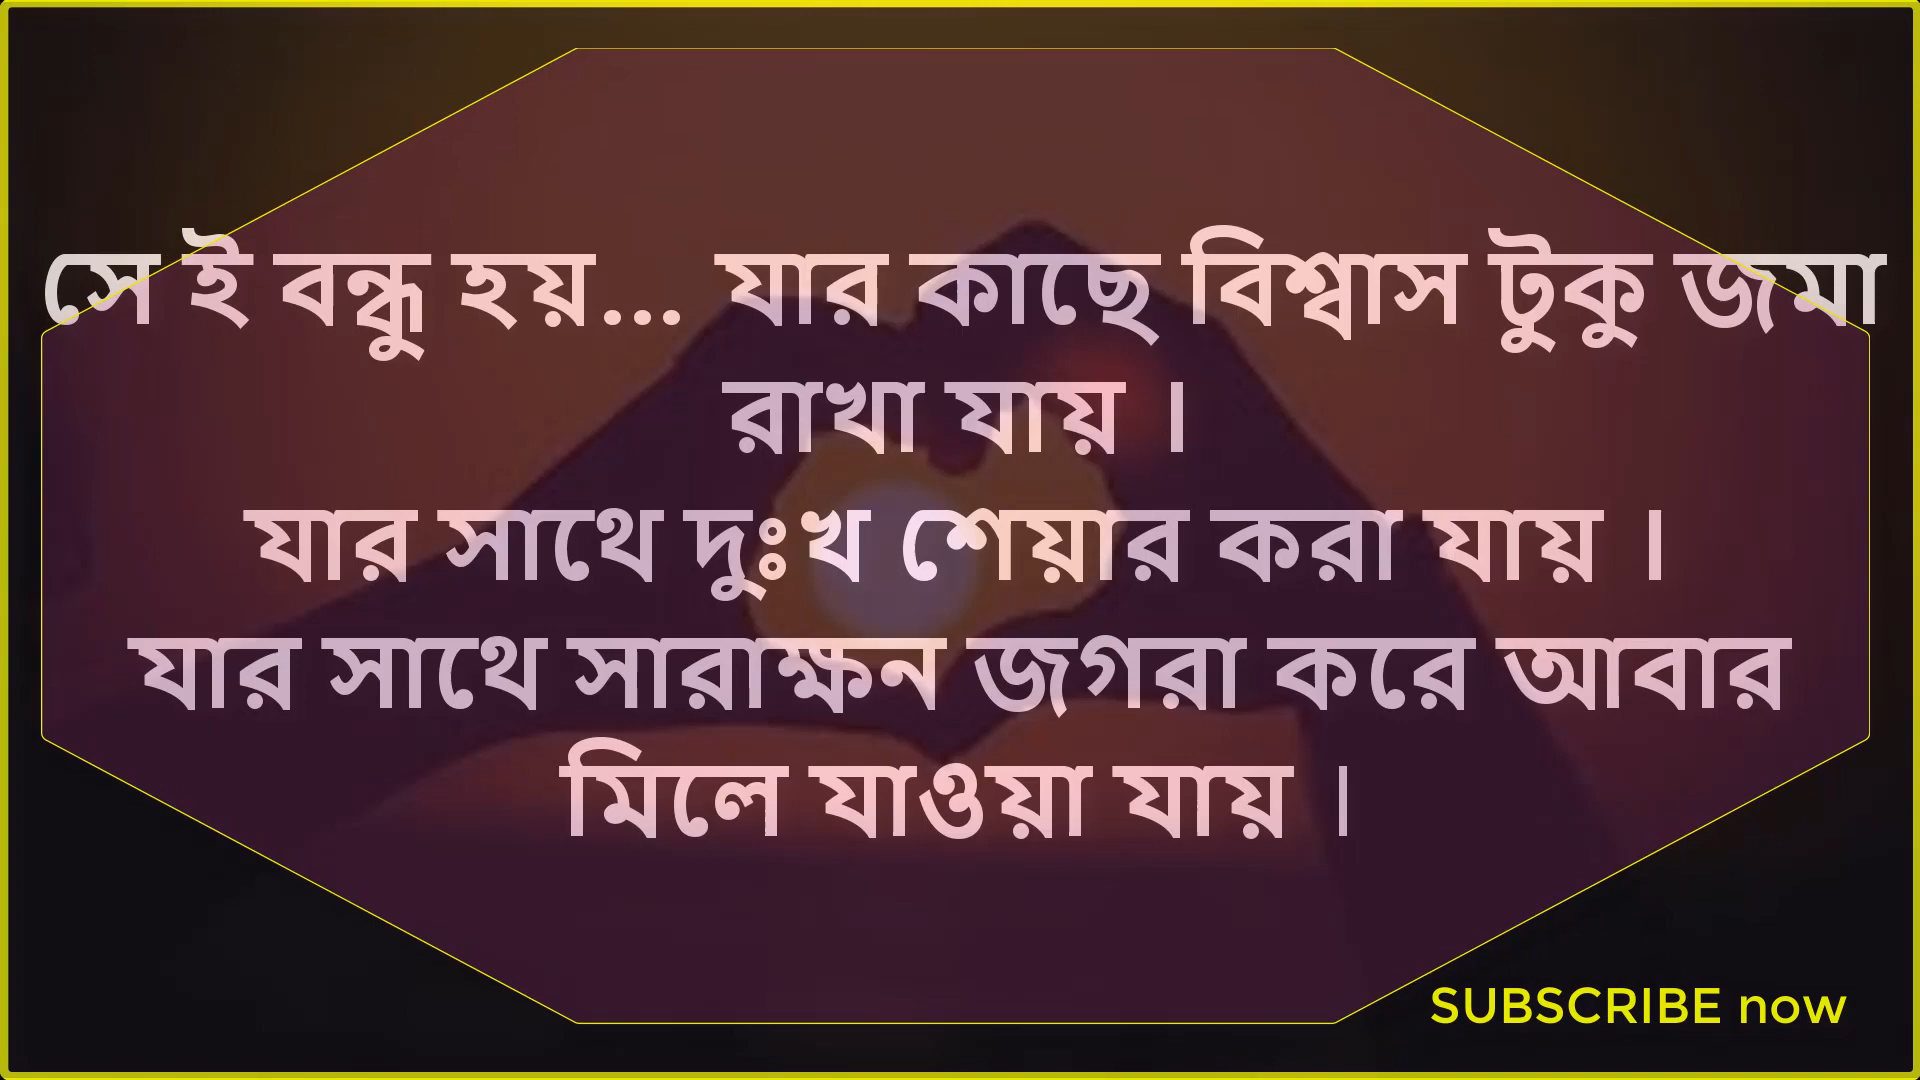 সে ই বন্ধু হয়... যার কাছে বিশ্বাস টুকু জমা
রাখা যায় ।
যার সাথে দুঃখ শেয়ার করা যায় ।
যার সাথে সারাক্ষন জগরা করে আবার
মিলে যাওয়া যায় ।
SUBSCRIBE now